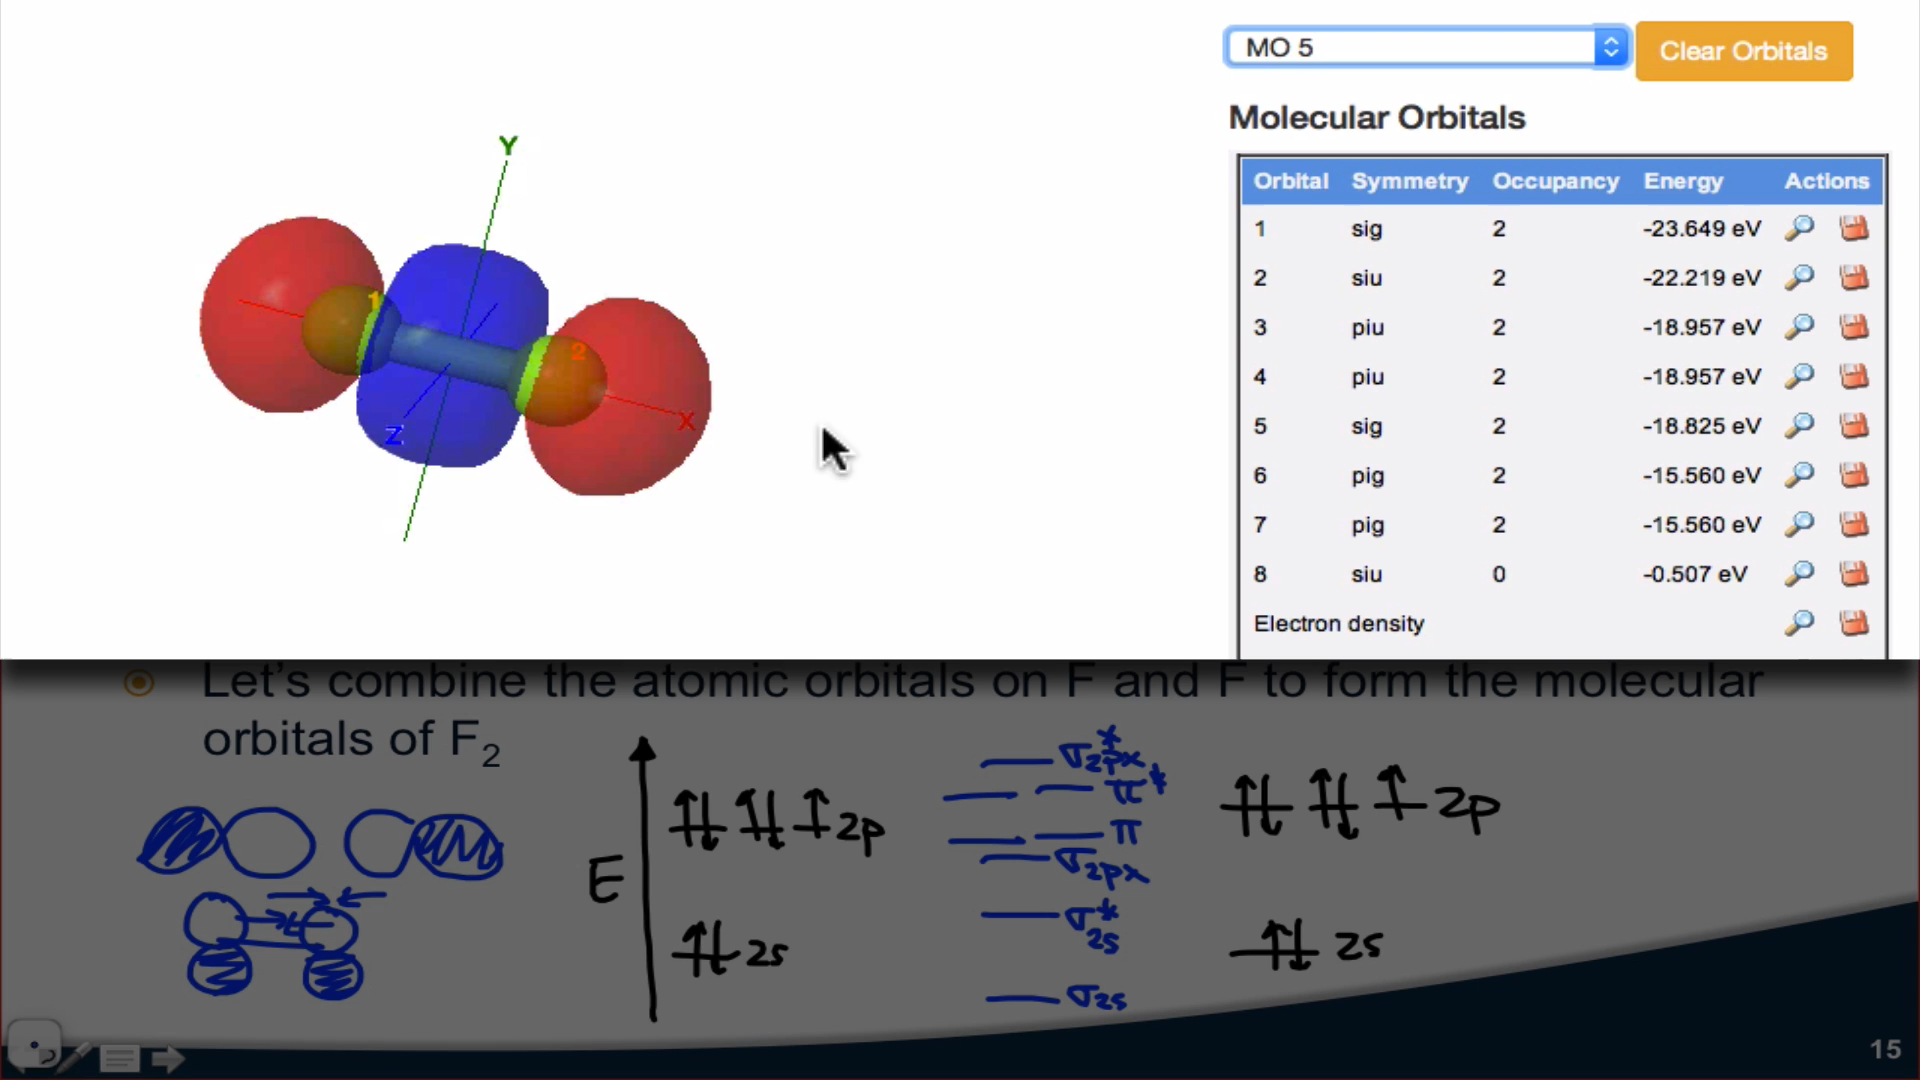 MO 5
Clear Orbitals
Molecular Orbitals
Orbital Symmetry Occupancy Energy Actions
1 sig 2 -23.649 eV
2 siu 2 -22.219 eV
3 piu 2 -18.957 eV
4 piu 2 -18.957 eV
5 sig 2 -18.825 eV
6 pig 2 -15.560 eV
7 pig 2 -15.560 eV
8 siu 0 -0.507 eV
Electron density
Y
1
2
X
Z
Let's combine the atomic orbitals on F and F to form the molecular
orbitals of F₂
E
2p
2s
σ*2px
π*
π
σ2px
σ*2s
σ2s
2p
2s
15